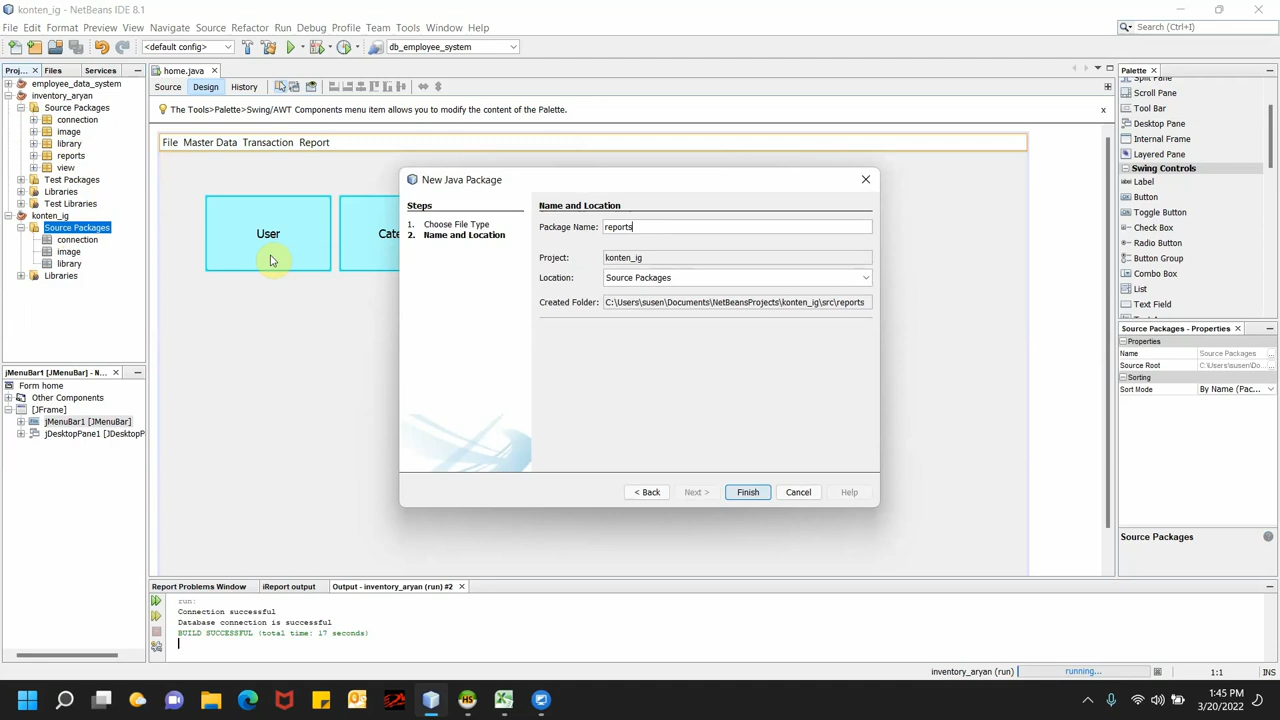 konten_ig - NetBeans IDE 8.1
File Edit Format Preview View Navigate Source Refactor Run Debug Profile Team Tools Window Help
Search (Ctrl+I)
<default config>
db_employee_system
Proj...
Files
Services
home.java
Palette
employee_data_system
inventory_aryan
Source Packages
connection
image
library
reports
view
Test Packages
Libraries
Test Libraries
konten_ig
Source Packages
connection
image
library
Libraries
Source Design History
The Tools>Palette>Swing/AWT Components menu item allows you to modify the content of the Palette.
x
File Master Data Transaction Report
User
Cate
New Java Package
Steps
1. Choose File Type
2. Name and Location
Name and Location
Package Name: reports
Project: konten_ig
Location: Source Packages
Created Folder: C:\Users\susen\Documents\NetBeansProjects\konten_ig\src\reports
< Back
Next >
Finish
Cancel
Help
Scroll Pane
Tool Bar
Desktop Pane
Internal Frame
Layered Pane
Swing Controls
label Label
Button
Toggle Button
Check Box
Radio Button
Button Group
Combo Box
List
Text Field
Source Packages - Properties
Properties
Name Source Packages ...
Source Root C:\Users\susen\Do... ...
Sorting
Sort Mode By Name (Pac...
Source Packages
jMenuBar1 [JMenuBar] - N...
Form home
Other Components
[JFrame]
jMenuBar1 [JMenuBar]
jDesktopPane1 [JDesktopP
Report Problems Window
iReport output
Output - inventory_aryan (run) #2
run:
Connection successful
Database connection is successful
BUILD SUCCESSFUL (total time: 17 seconds)
inventory_aryan (run)
running...
1:1
INS
1:45 PM
3/20/2022